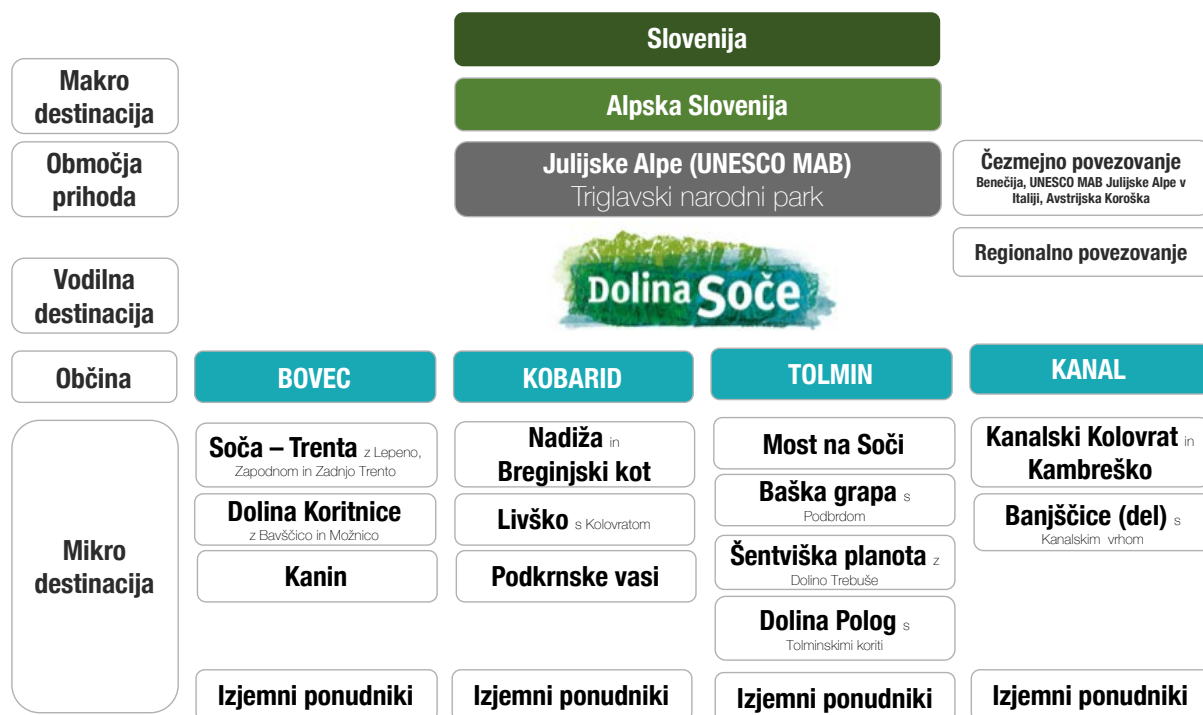 Slovenija
Makro
destinacija
Alpska Slovenija
Območja
prihoda
Julijske Alpe (UNESCO MAB)
Triglavski narodni park
Čezmejno povezovanje
Benečija, UNESCO MAB Julijske Alpe v
Italiji, Avstrijska Koroška
Regionalno povezovanje
Vodilna
destinacija
Dolina Soče
Občina
BOVEC
KOBARID
TOLMIN
KANAL
Mikro
destinacija
Soča – Trenta z Lepeno,
Zapodnom in Zadnjo Trento
Dolina Koritnice
z Bavščico in Možnico
Kanin
Izjemni ponudniki
Nadiža in
Breginjski kot
Livško s Kolovratom
Podkrnske vasi
Izjemni ponudniki
Most na Soči
Baška grapa s
Podbrdom
Šentviška planota z
Dolino Trebuše
Dolina Polog s
Tolminskimi koriti
Izjemni ponudniki
Kanalski Kolovrat in
Kambreško
Banjščice (del) s
Kanalskim vrhom
Izjemni ponudniki